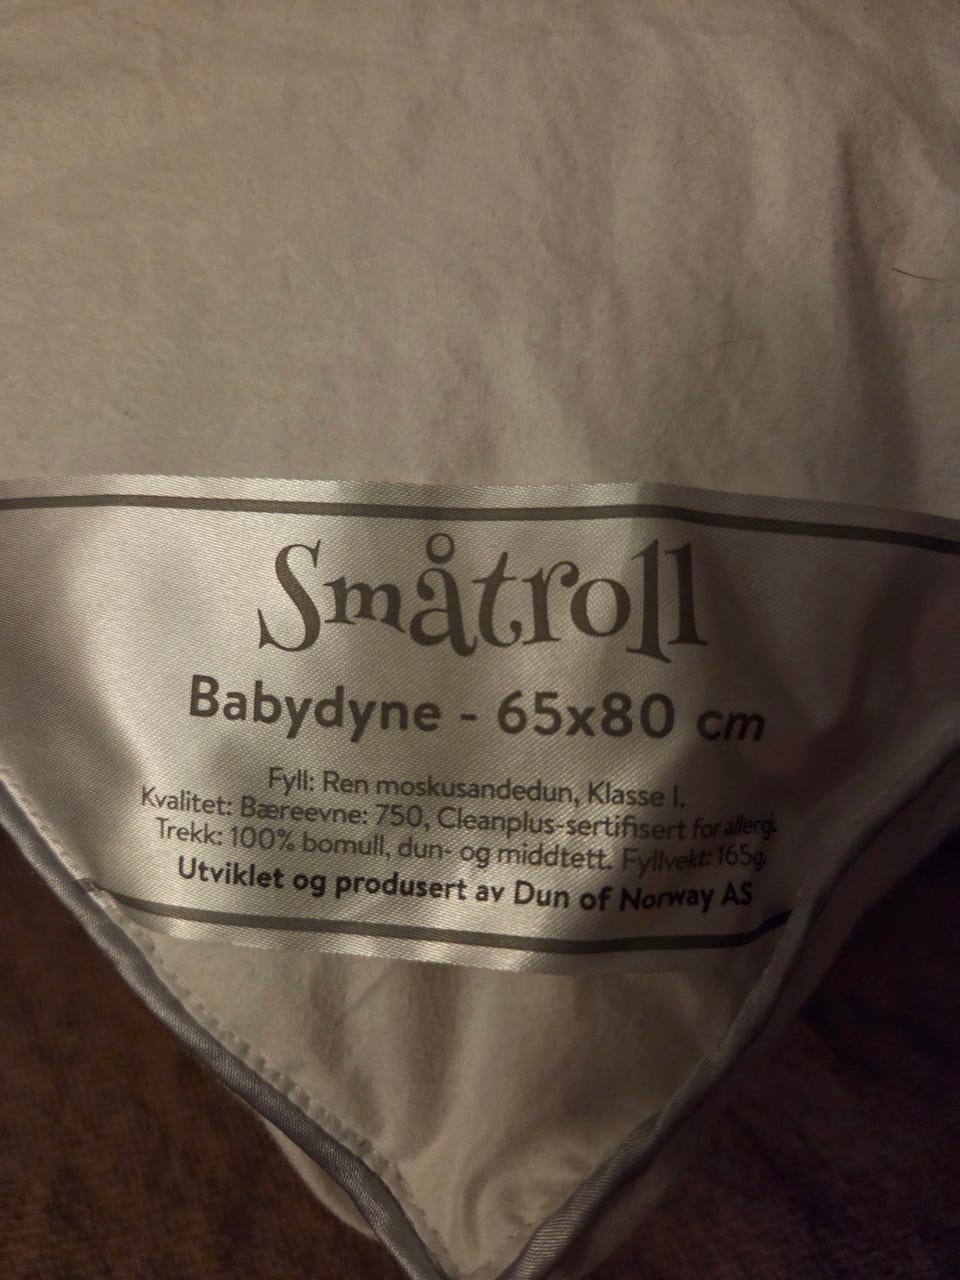 Småtroll
Babydyne - 65x80 cm
Fyll: Ren moskusandedun, Klasse I.
Kvalitet: Bæreevne: 750, Cleanplus-sertifisert for allergi.
Trekk: 100% bomull, dun- og middtett. Fyllvekt: 165g.
Utviklet og produsert av Dun of Norway AS